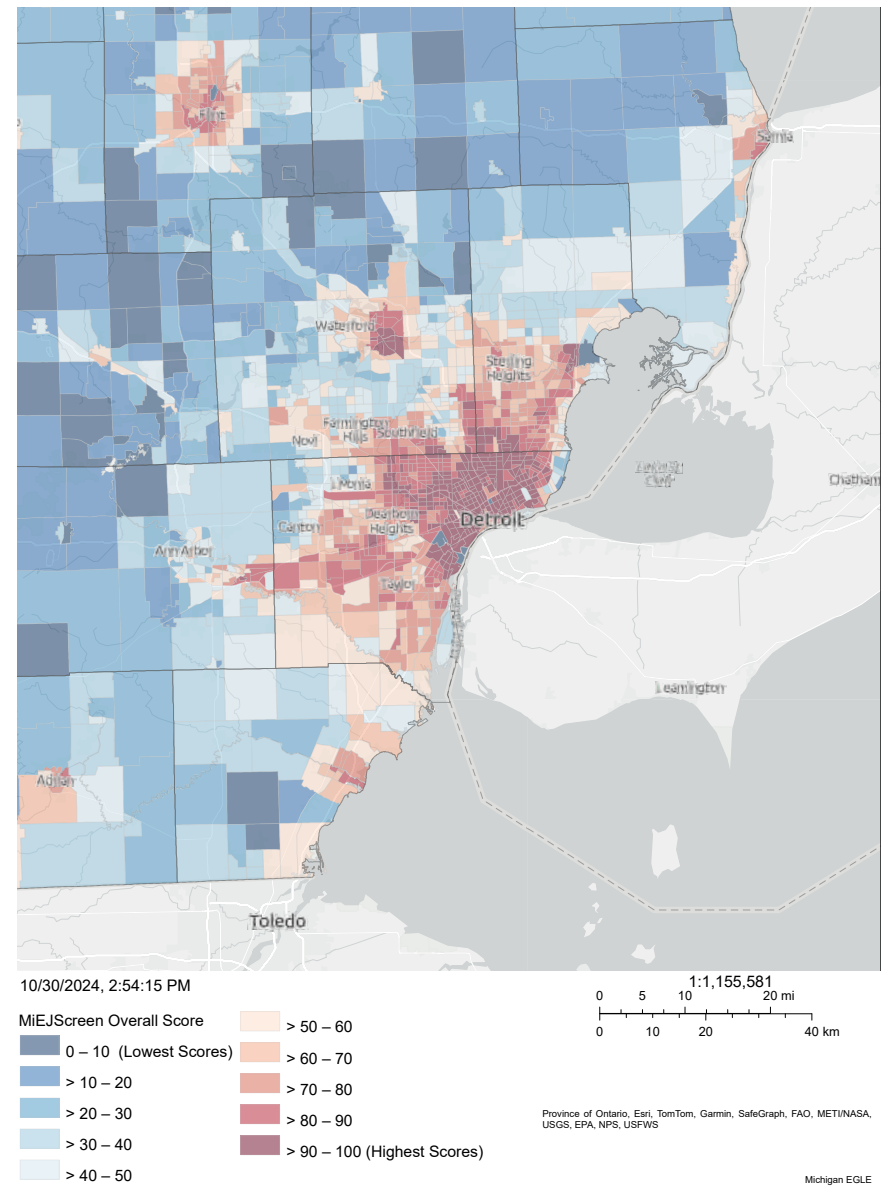 Flint
Sarnia
Waterford
Sterling
Heights
Farmington
Hills
Southfield
Novi
Livonia
Chatham
Dearborn
Heights
Detroit
Canton
Ann Arbor
Taylor
Leamington
Adrian
Toledo
10/30/2024, 2:54:15 PM
MiEJScreen Overall Score
0 – 10 (Lowest Scores)
> 10 – 20
> 20 – 30
> 30 – 40
> 40 – 50
> 50 – 60
> 60 – 70
> 70 – 80
> 80 – 90
> 90 – 100 (Highest Scores)
1:1,155,581
0 5 10 20 mi
0 10 20 40 km
Province of Ontario, Esri, TomTom, Garmin, SafeGraph, FAO, METI/NASA,
USGS, EPA, NPS, USFWS
Michigan EGLE